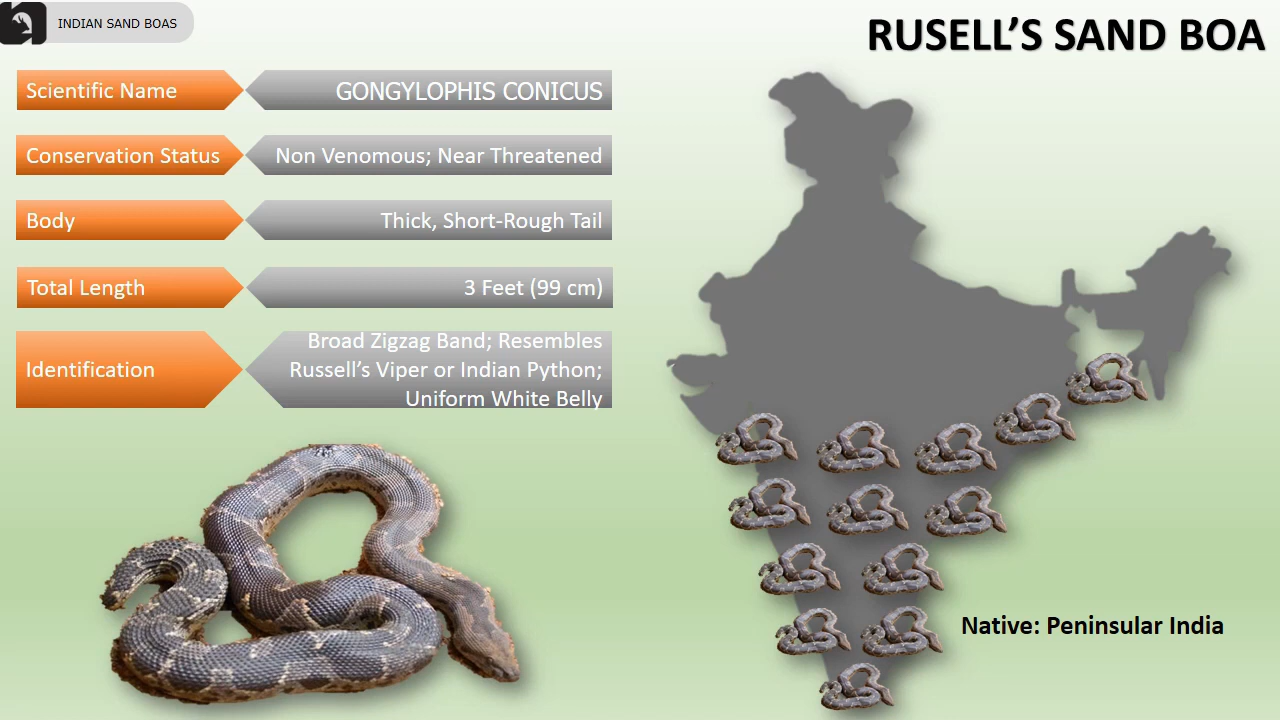 INDIAN SAND BOAS
RUSELL’S SAND BOA
Scientific Name
GONGYLOPHIS CONICUS
Conservation Status
Non Venomous; Near Threatened
Body
Thick, Short-Rough Tail
Total Length
3 Feet (99 cm)
Identification
Broad Zigzag Band; Resembles
Russell’s Viper or Indian Python;
Uniform White Belly
Native: Peninsular India